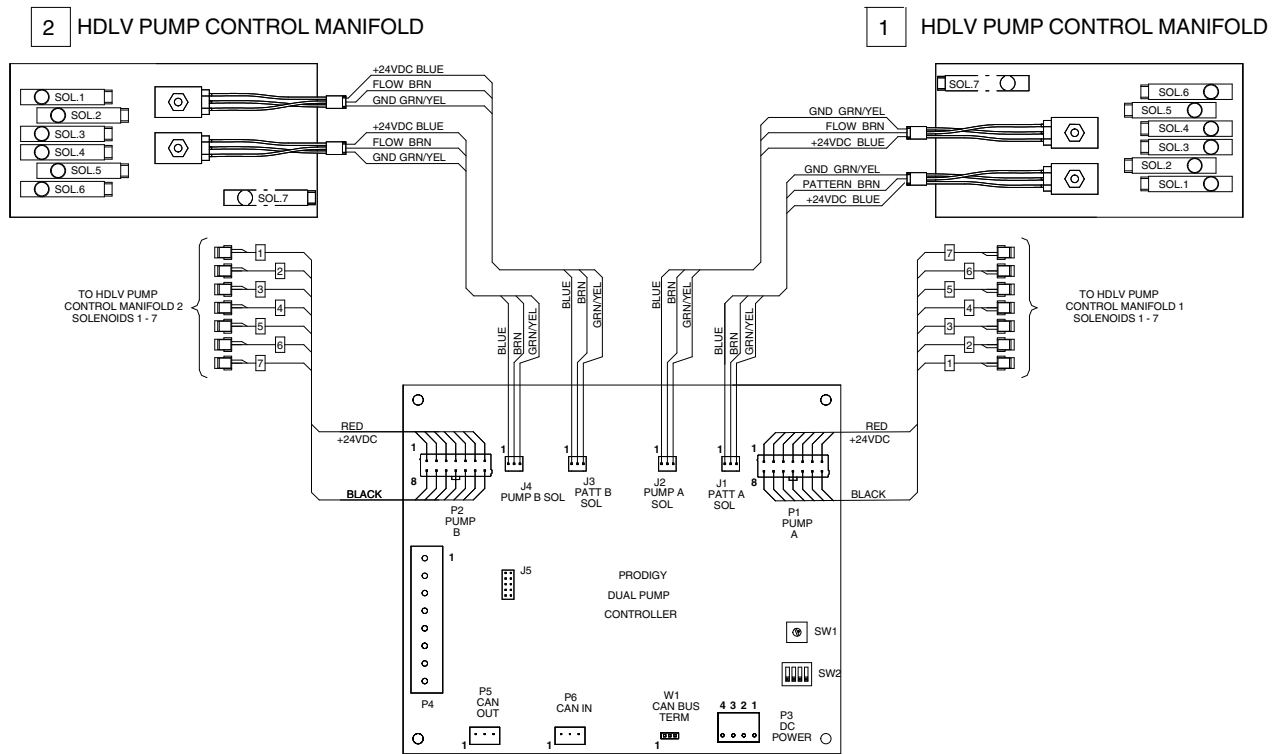 2 HDLV PUMP CONTROL MANIFOLD
1 HDLV PUMP CONTROL MANIFOLD
SOL.1
SOL.2
SOL.3
SOL.4
SOL.5
SOL.6
SOL.7
+24VDC BLUE
FLOW BRN
GND GRN/YEL
+24VDC BLUE
FLOW BRN
GND GRN/YEL
GND GRN/YEL
FLOW BRN
+24VDC BLUE
GND GRN/YEL
PATTERN BRN
+24VDC BLUE
SOL.7
SOL.6
SOL.5
SOL.4
SOL.3
SOL.2
SOL.1
TO HDLV PUMP
CONTROL MANIFOLD 2
SOLENOIDS 1 - 7
1
2
3
4
5
6
7
BLUE
BRN
GRN/YEL
BLUE
BRN
GRN/YEL
BLUE
BRN
GRN/YEL
BLUE
BRN
GRN/YEL
7
6
5
4
3
2
1
TO HDLV PUMP
CONTROL MANIFOLD 1
SOLENOIDS 1 - 7
RED
+24VDC
BLACK
1
8
P2
PUMP
B
1
J4
PUMP B SOL
1
J3
PATT B
SOL
1
J2
PUMP A
SOL
1
J1
PATT A
SOL
1
8
P1
PUMP
A
RED
+24VDC
BLACK
1
P4
J5
PRODIGY
DUAL PUMP
CONTROLLER
SW1
SW2
P5
CAN
OUT
1
P6
CAN IN
1
W1
CAN BUS
TERM
1
4 3 2 1
P3
DC
POWER